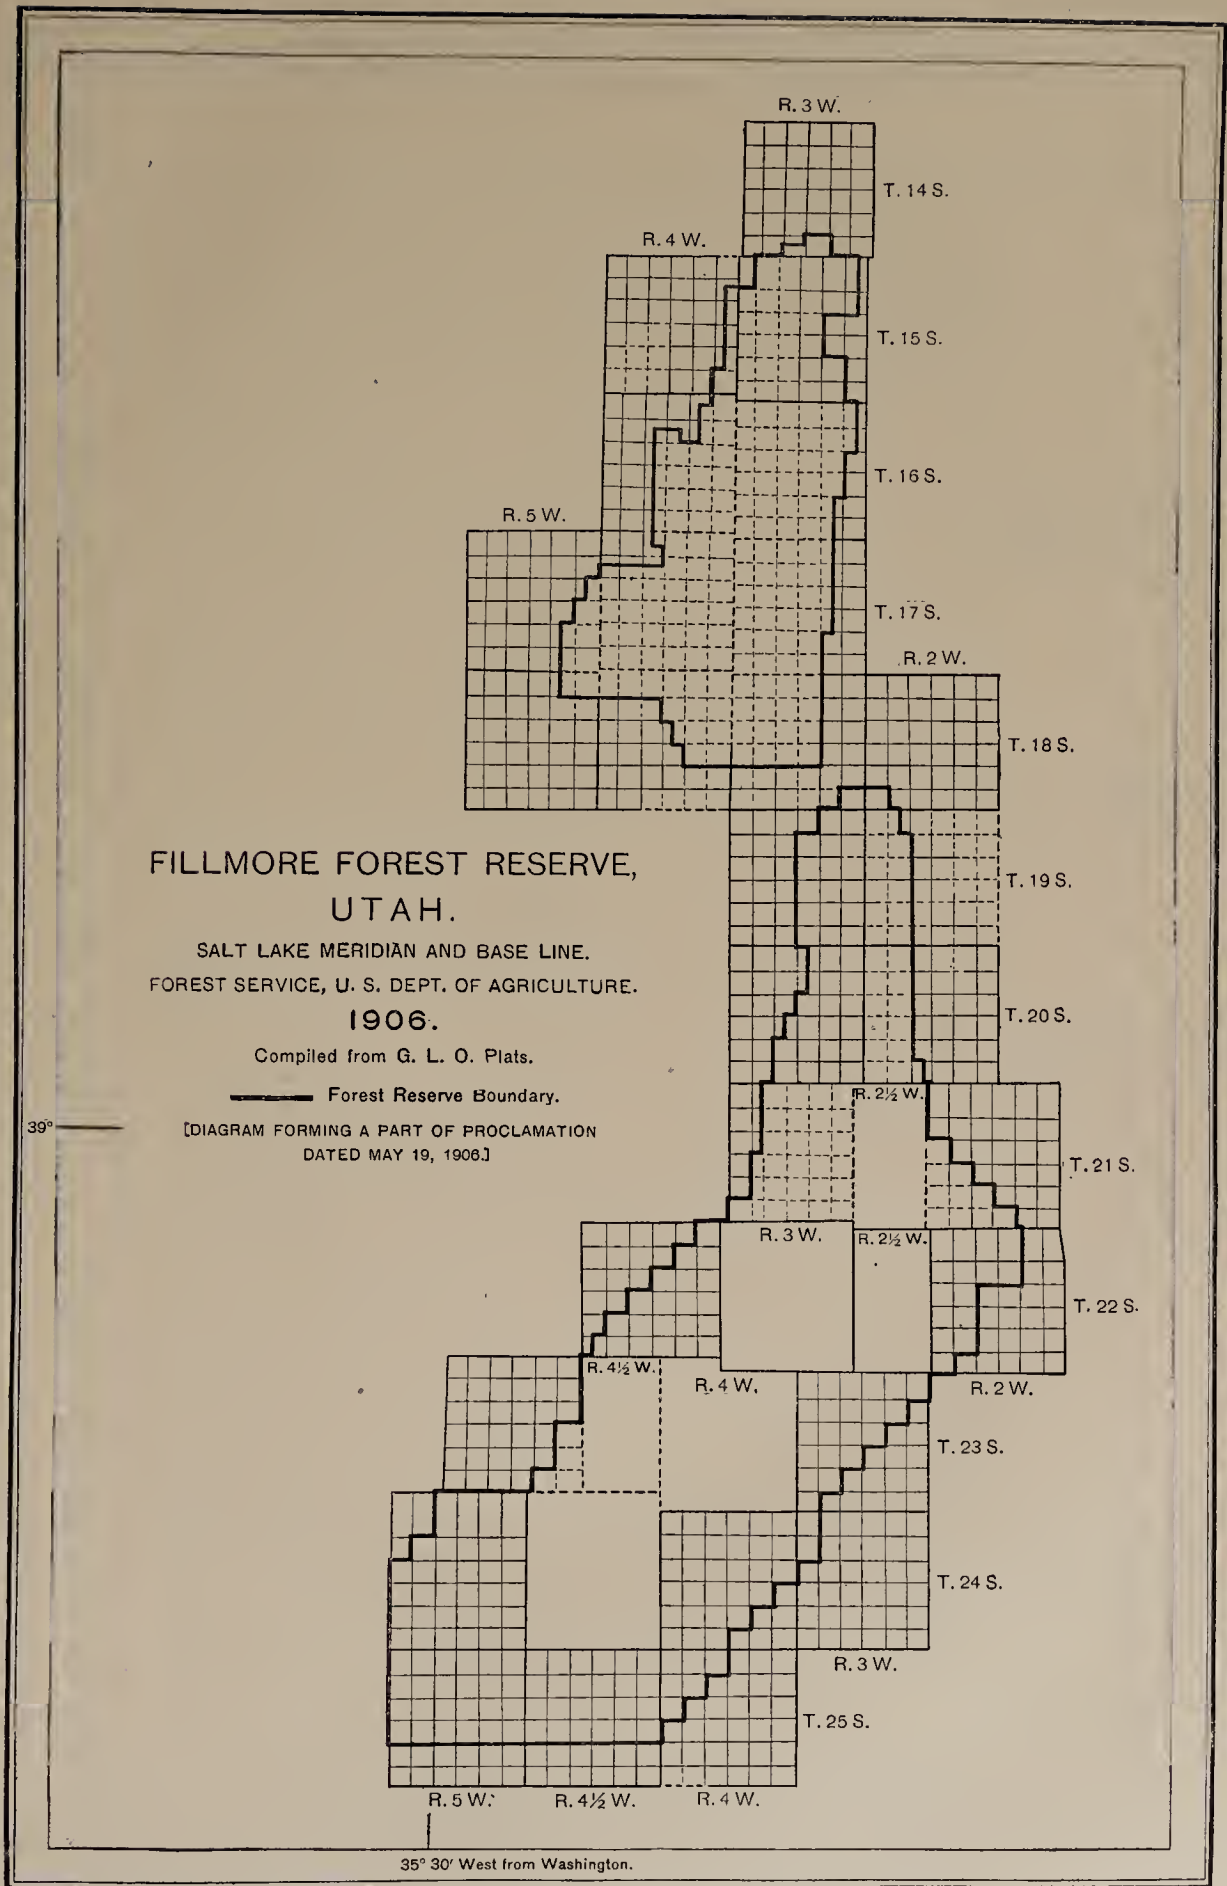 R. 3 W.
T. 14 S.
R. 4 W.
T. 15 S.
T. 16 S.
R. 5 W.
T. 17 S.
R. 2 W.
T. 18 S.
FILLMORE FOREST RESERVE,
UTAH.
SALT LAKE MERIDIAN AND BASE LINE.
FOREST SERVICE, U. S. DEPT. OF AGRICULTURE.
1906.
Compiled from G. L. O. Plats.
Forest Reserve Boundary.
[DIAGRAM FORMING A PART OF PROCLAMATION
DATED MAY 19, 1906.]
39°
T. 19 S.
T. 20 S.
R. 2½ W.
T. 21 S.
R. 3 W.
R. 2½ W.
T. 22 S.
R. 4½ W.
R. 4 W.
R. 2 W.
T. 23 S.
T. 24 S.
R. 3 W.
T. 25 S.
R. 5 W.
R. 4½ W.
R. 4 W.
35° 30' West from Washington.